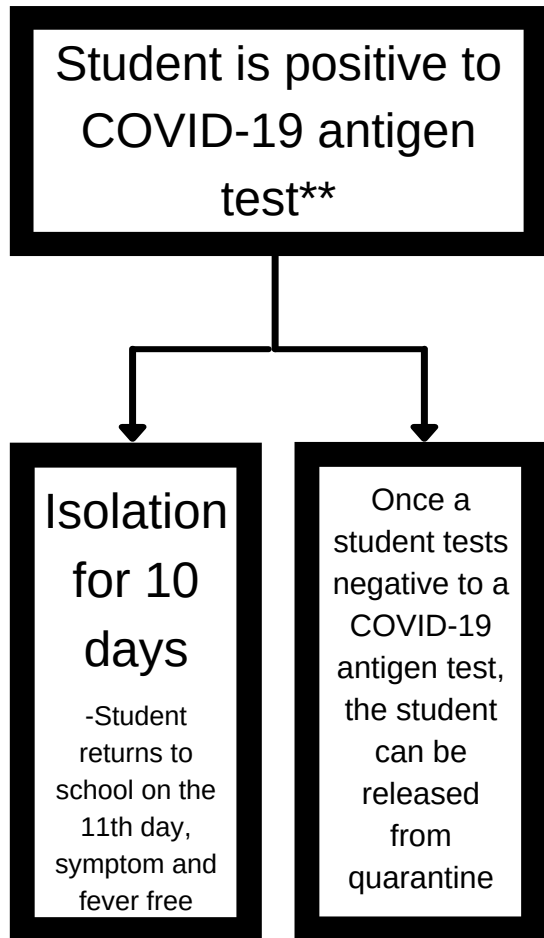 Student is positive to
COVID-19 antigen
test**
Isolation
for 10
days
-Student
returns to
school on the
11th day,
symptom and
fever free
Once a
student tests
negative to a
COVID-19
antigen test,
the student
can be
released
from
quarantine